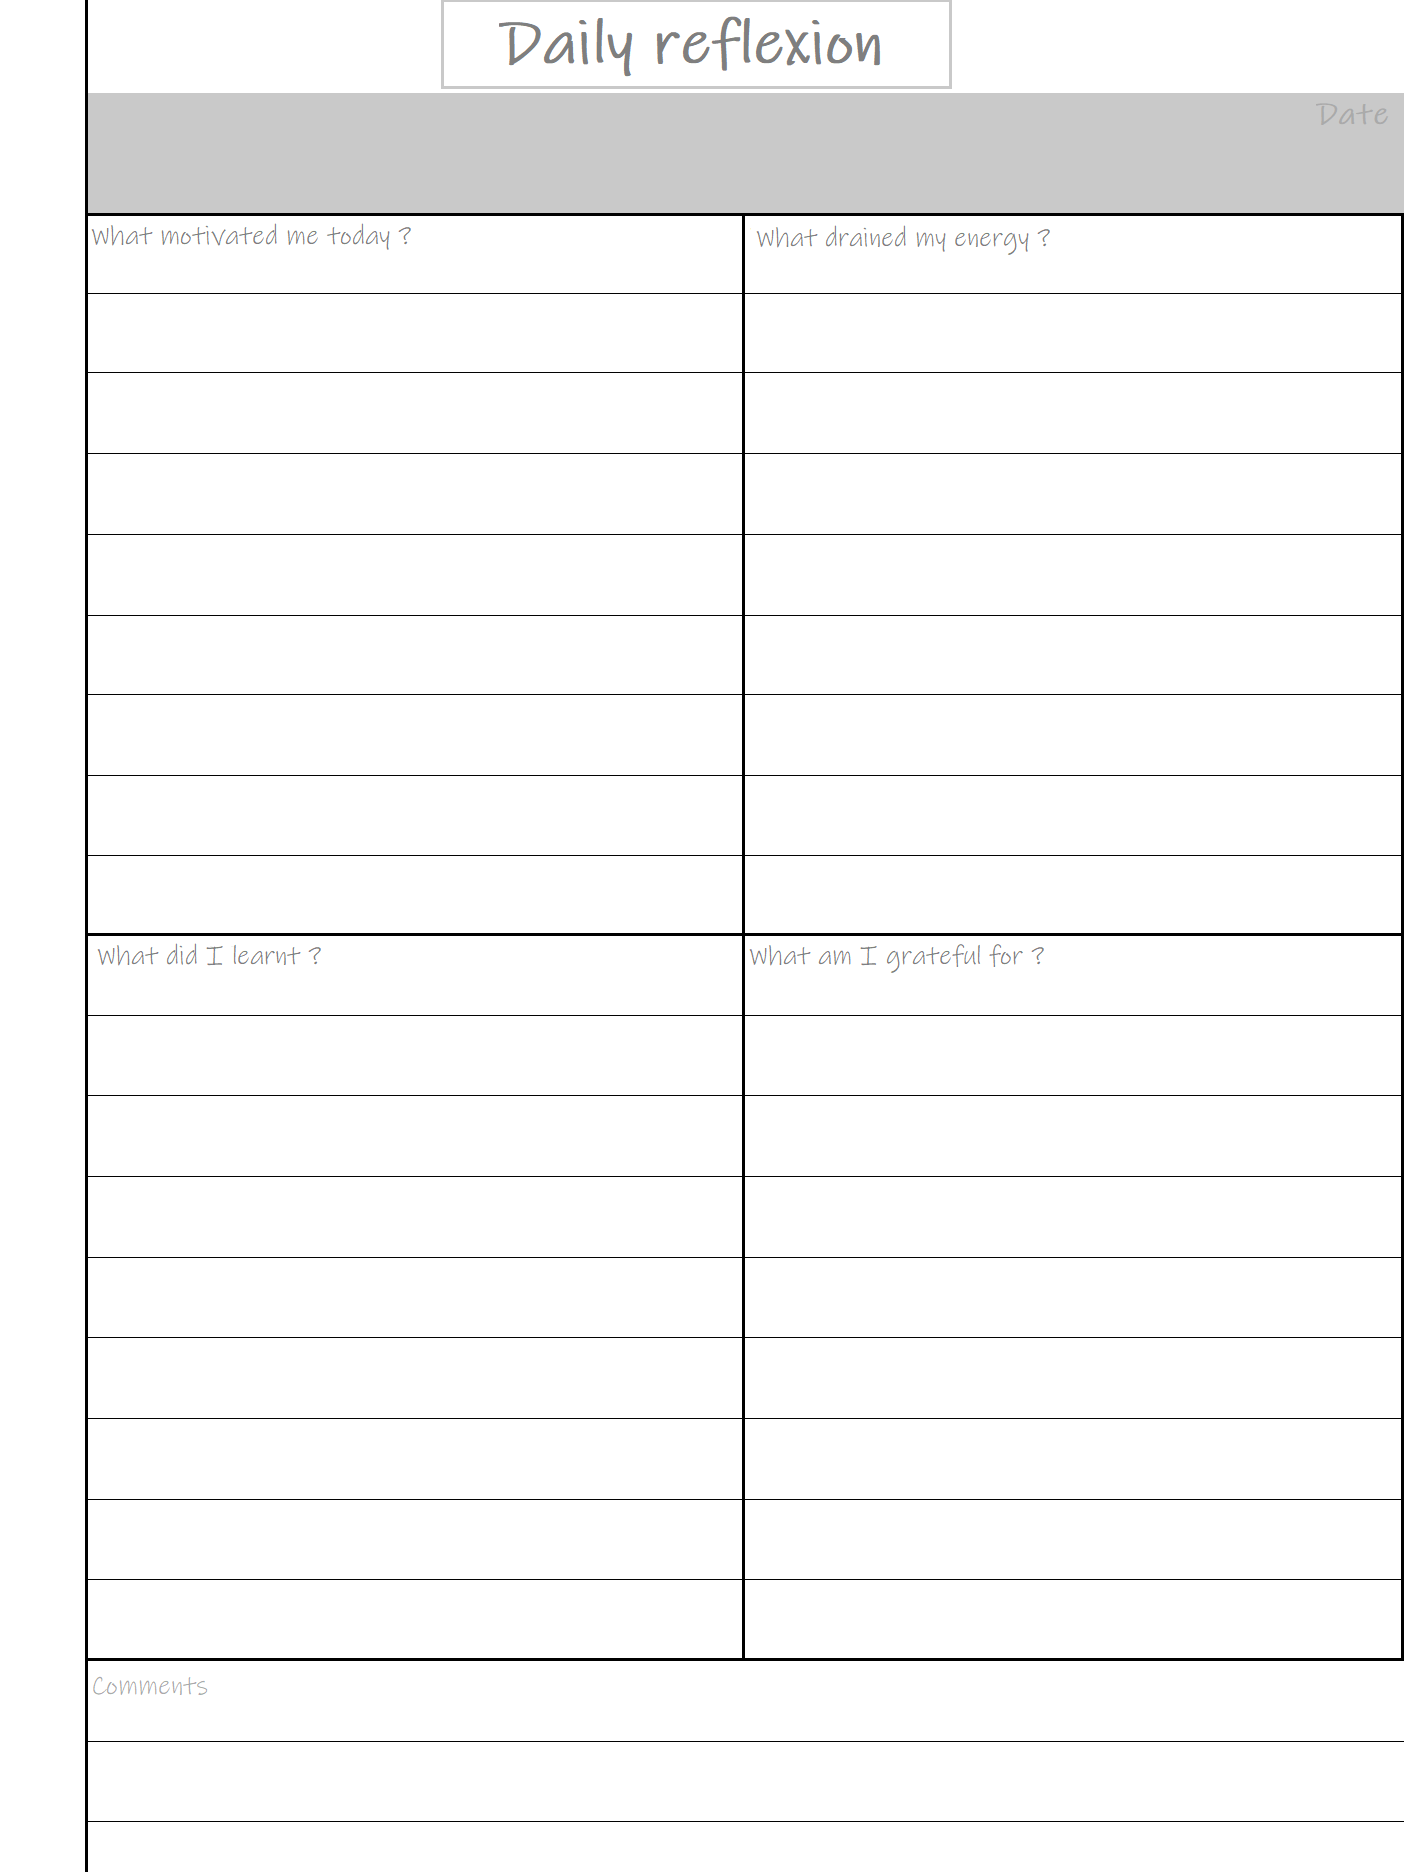 Daily reflexion
Date
What motivated me today ?
What drained my energy ?
What did I learnt ?
What am I grateful for ?
Comments